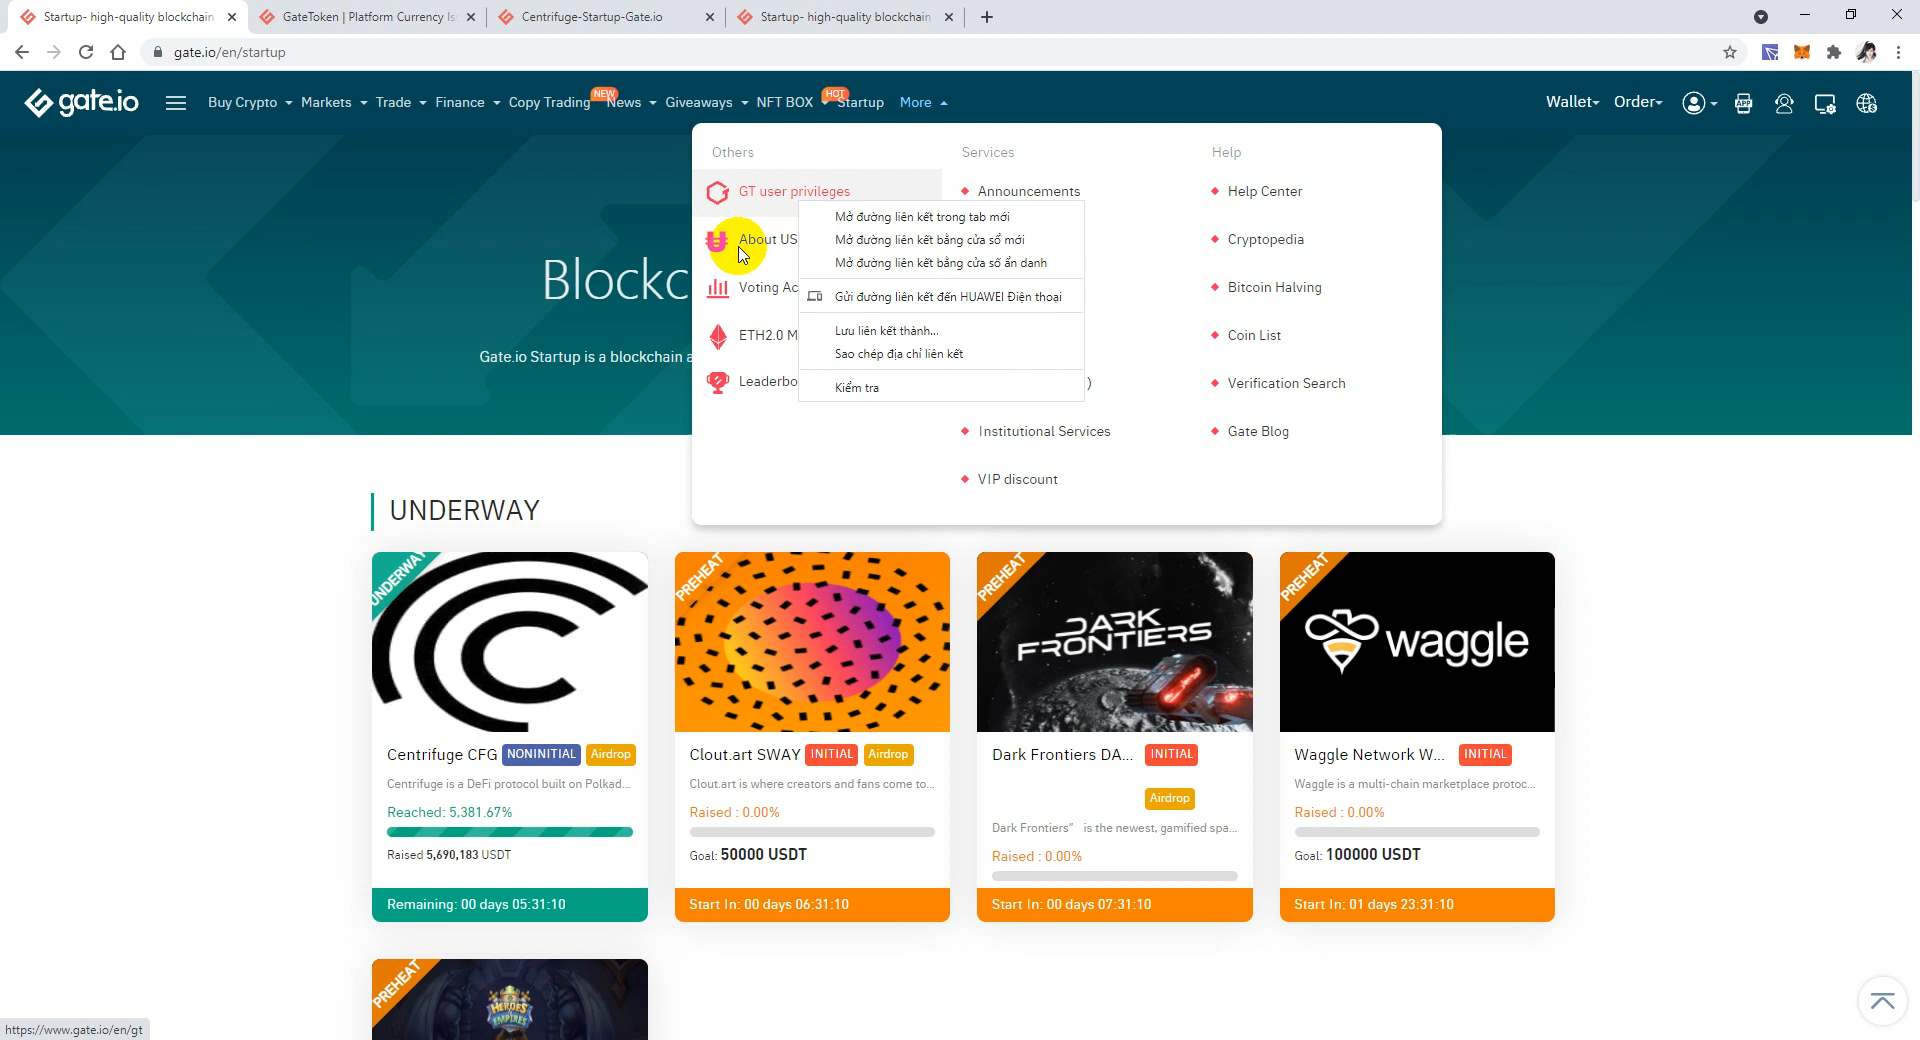 Startup- high-quality blockchain
GateToken | Platform Currency Is
Centrifuge-Startup-Gate.io
Startup- high-quality blockchain
gate.io/en/startup
gate.io
Buy Crypto
Markets
Trade
Finance
Copy Trading
NEW
News
Giveaways
NFT BOX
HOT
Startup
More
Wallet
Order
APP
Others
Services
Help
GT user privileges
Announcements
Help Center
About US
Cryptopedia
Voting Ac
Bitcoin Halving
ETH2.0 M
Coin List
Leaderbo
)
Verification Search
Institutional Services
Gate Blog
VIP discount
Mở đường liên kết trong tab mới
Mở đường liên kết bằng cửa sổ mới
Mở đường liên kết bằng cửa sổ ẩn danh
Gửi đường liên kết đến HUAWEI Điện thoại
Lưu liên kết thành...
Sao chép địa chỉ liên kết
Kiểm tra
Blockc
Gate.io Startup is a blockchain a
UNDERWAY
UNDERWAY
Centrifuge CFG NONINITIAL Airdrop
Centrifuge is a DeFi protocol built on Polkad...
Reached: 5,381.67%
Raised 5,690,183 USDT
Remaining: 00 days 05:31:10
PREHEAT
Clout.art SWAY INITIAL Airdrop
Clout.art is where creators and fans come to...
Raised : 0.00%
Goal: 50000 USDT
Start In: 00 days 06:31:10
PREHEAT
DARK
FRONTIERS
Dark Frontiers DA... INITIAL
Airdrop
Dark Frontiers” is the newest, gamified spa...
Raised : 0.00%
Start In: 00 days 07:31:10
PREHEAT
waggle
Waggle Network W... INITIAL
Waggle is a multi-chain marketplace protoc...
Raised : 0.00%
Goal: 100000 USDT
Start In: 01 days 23:31:10
PREHEAT
HEROES
EMPIRES
https://www.gate.io/en/gt